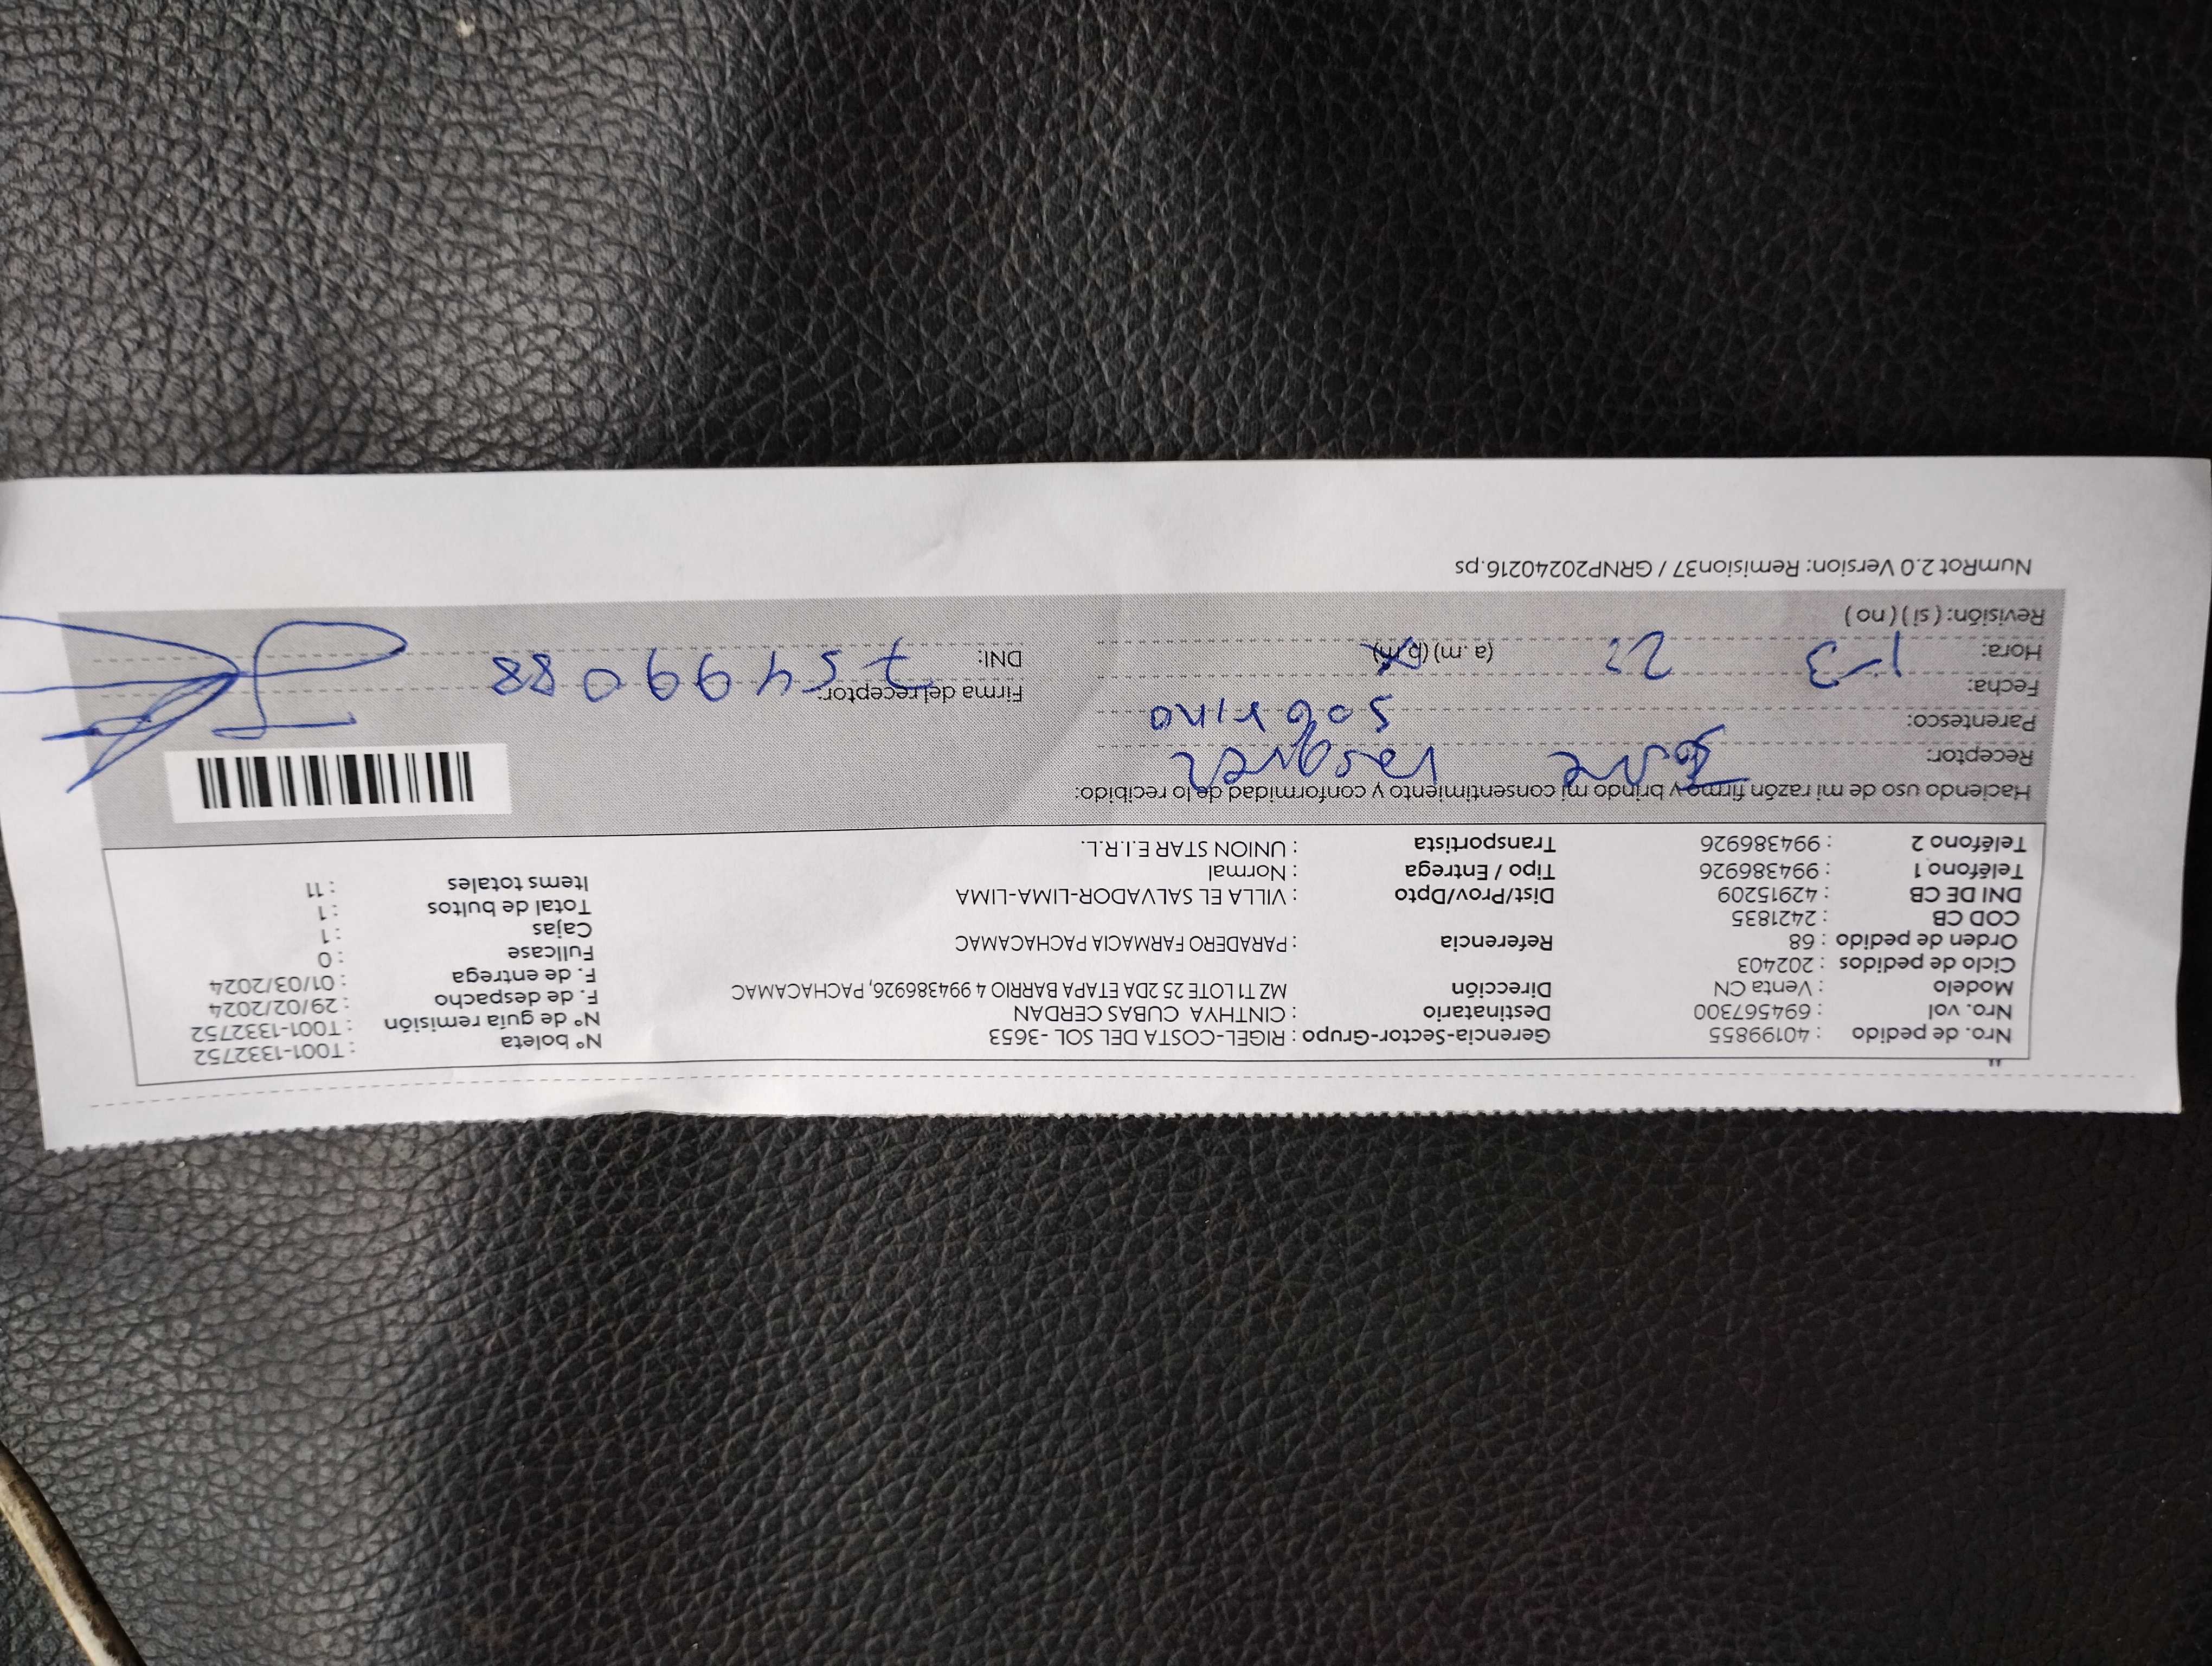 "
Nro. de pedido : 40199855 Gerencia-Sector-Grupo : RIGEL-COSTA DEL SOL - 3653 N° boleta : T001-1332752
Nro. vol : 694567300 Destinatario : CINTHYA CUBAS CERDAN N° de guía remisión : T001-1332752
Modelo : Venta CN Dirección MZ T1 LOTE 25 2DA ETAPA BARRIO 4 994386926, PACHACAMAC F. de despacho : 29/02/2024
Ciclo de pedidos : 202403 F. de entrega : 01/03/2024
Orden de pedido : 68 Referencia : PARADERO FARMACIA PACHACAMAC Fullcase : 0
COD CB : 2421835 Cajas : 1
DNI DE CB : 42915209 Dist/Prov/Dpto : VILLA EL SALVADOR-LIMA-LIMA Total de bultos : 1
Teléfono 1 : 994386926 Tipo / Entrega : Normal Items totales : 11
Teléfono 2 : 994386926 Transportista : UNION STAR E.I.R.L.
Haciendo uso de mi razón firmo y brindo mi consentimiento y conformidad de lo recibido:
Receptor:
Parentesco: sobrino
Fecha: 1-3 Firma del receptor:
Hora: (a. m) (p.m) DNI: 75499088
Revisión: ( si ) ( no )
NumRot 2.0 Version: Remision37 / GRNP20240216.ps